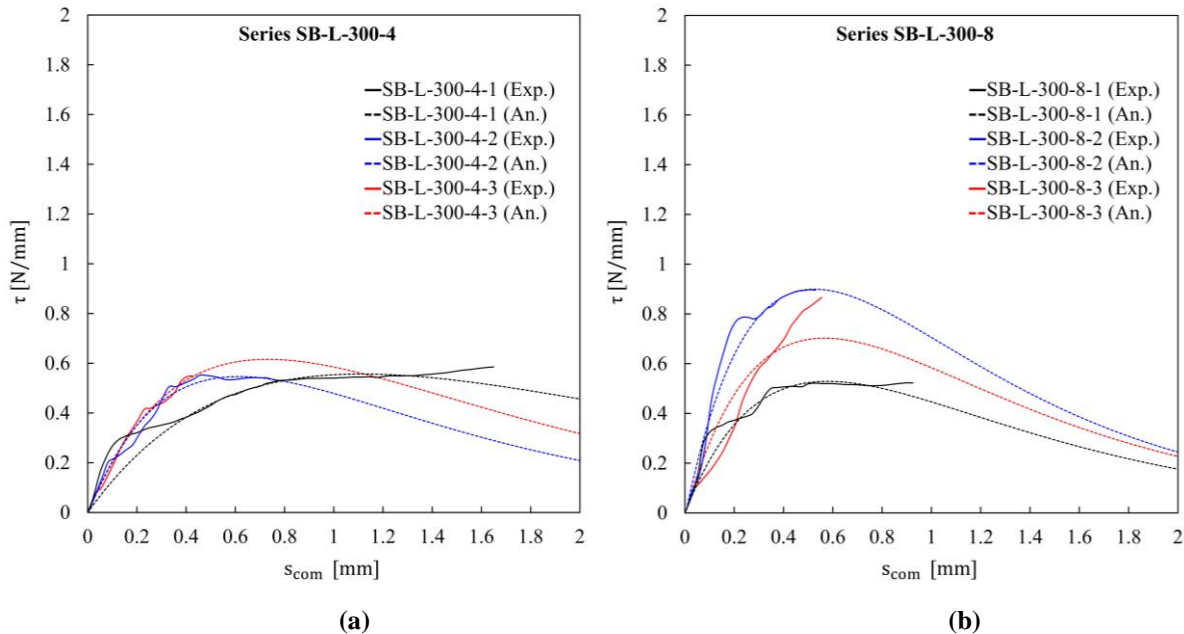 Series SB-L-300-4
2
1.8
1.6
1.4
1.2
1
0.8
0.6
0.4
0.2
0
τ [N/mm]
SB-L-300-4-1 (Exp.)
SB-L-300-4-1 (An.)
SB-L-300-4-2 (Exp.)
SB-L-300-4-2 (An.)
SB-L-300-4-3 (Exp.)
SB-L-300-4-3 (An.)
0 0.2 0.4 0.6 0.8 1 1.2 1.4 1.6 1.8 2
s_com [mm]
(a)
Series SB-L-300-8
2
1.8
1.6
1.4
1.2
1
0.8
0.6
0.4
0.2
0
τ [N/mm]
SB-L-300-8-1 (Exp.)
SB-L-300-8-1 (An.)
SB-L-300-8-2 (Exp.)
SB-L-300-8-2 (An.)
SB-L-300-8-3 (Exp.)
SB-L-300-8-3 (An.)
0 0.2 0.4 0.6 0.8 1 1.2 1.4 1.6 1.8 2
s_com [mm]
(b)